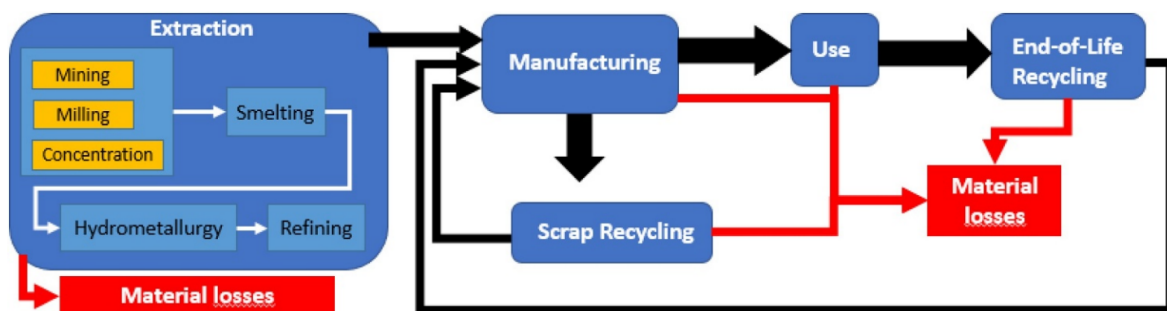 Extraction
Mining
Milling
Concentration
Smelting
Hydrometallurgy
Refining
Material losses
Manufacturing
Use
End-of-Life
Recycling
Scrap Recycling
Material
losses